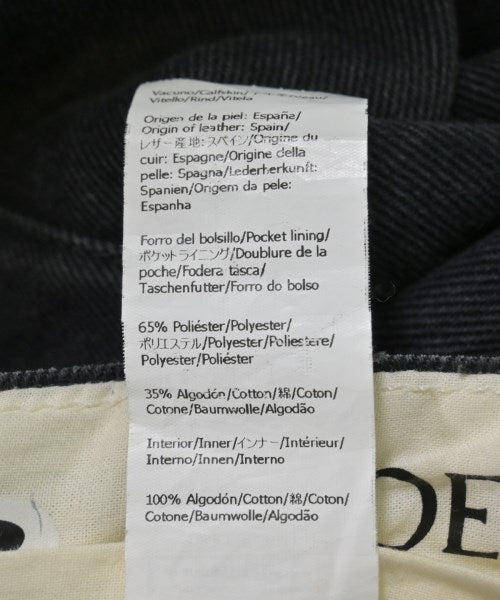 Vacuno/Calfskin/
Vitello/Rind/Vitela
Origen de la piel: España/
Origin of leather: Spain/
レザー産地: スペイン/Origine du
cuir: Espagne/Origine della
pelle: Spagna/Lederherkunft:
Spanien/Origem da pele:
Espanha
Forro del bolsillo/Pocket lining/
ポケットライニング/Doublure de la
poche/Fodera tasca/
Taschenfutter/Forro do bolso
65% Poliéster/Polyester/
ポリエステル/Polyester/Poliestere/
Polyester/Poliéster
35% Algodón/Cotton/綿/Coton/
Cotone/Baumwolle/Algodão
Interior/Inner/インナー/Intérieur/
Interno/Innen/Interno
100% Algodón/Cotton/綿/Coton/
Cotone/Baumwolle/Algodão
OE